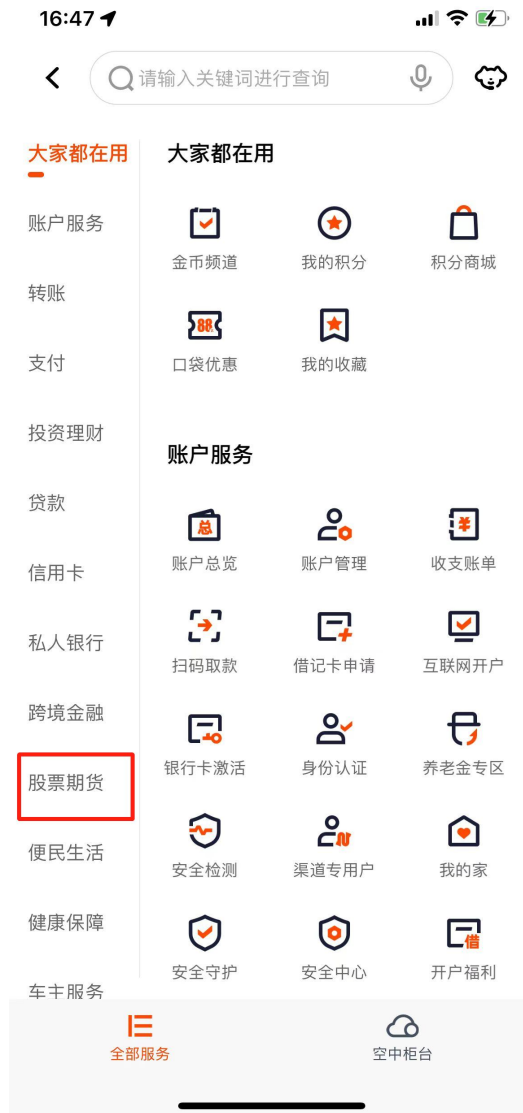 16:47
请输入关键词进行查询
大家都在用
账户服务
转账
支付
投资理财
贷款
信用卡
私人银行
跨境金融
股票期货
便民生活
健康保障
车主服务
大家都在用
金币频道
我的积分
积分商城
88
口袋优惠
我的收藏
账户服务
总
账户总览
账户管理
收支账单
扫码取款
借记卡申请
互联网开户
银行卡激活
身份认证
养老金专区
安全检测
渠道专用户
我的家
借
安全守护
安全中心
开户福利
全部服务
空中柜台